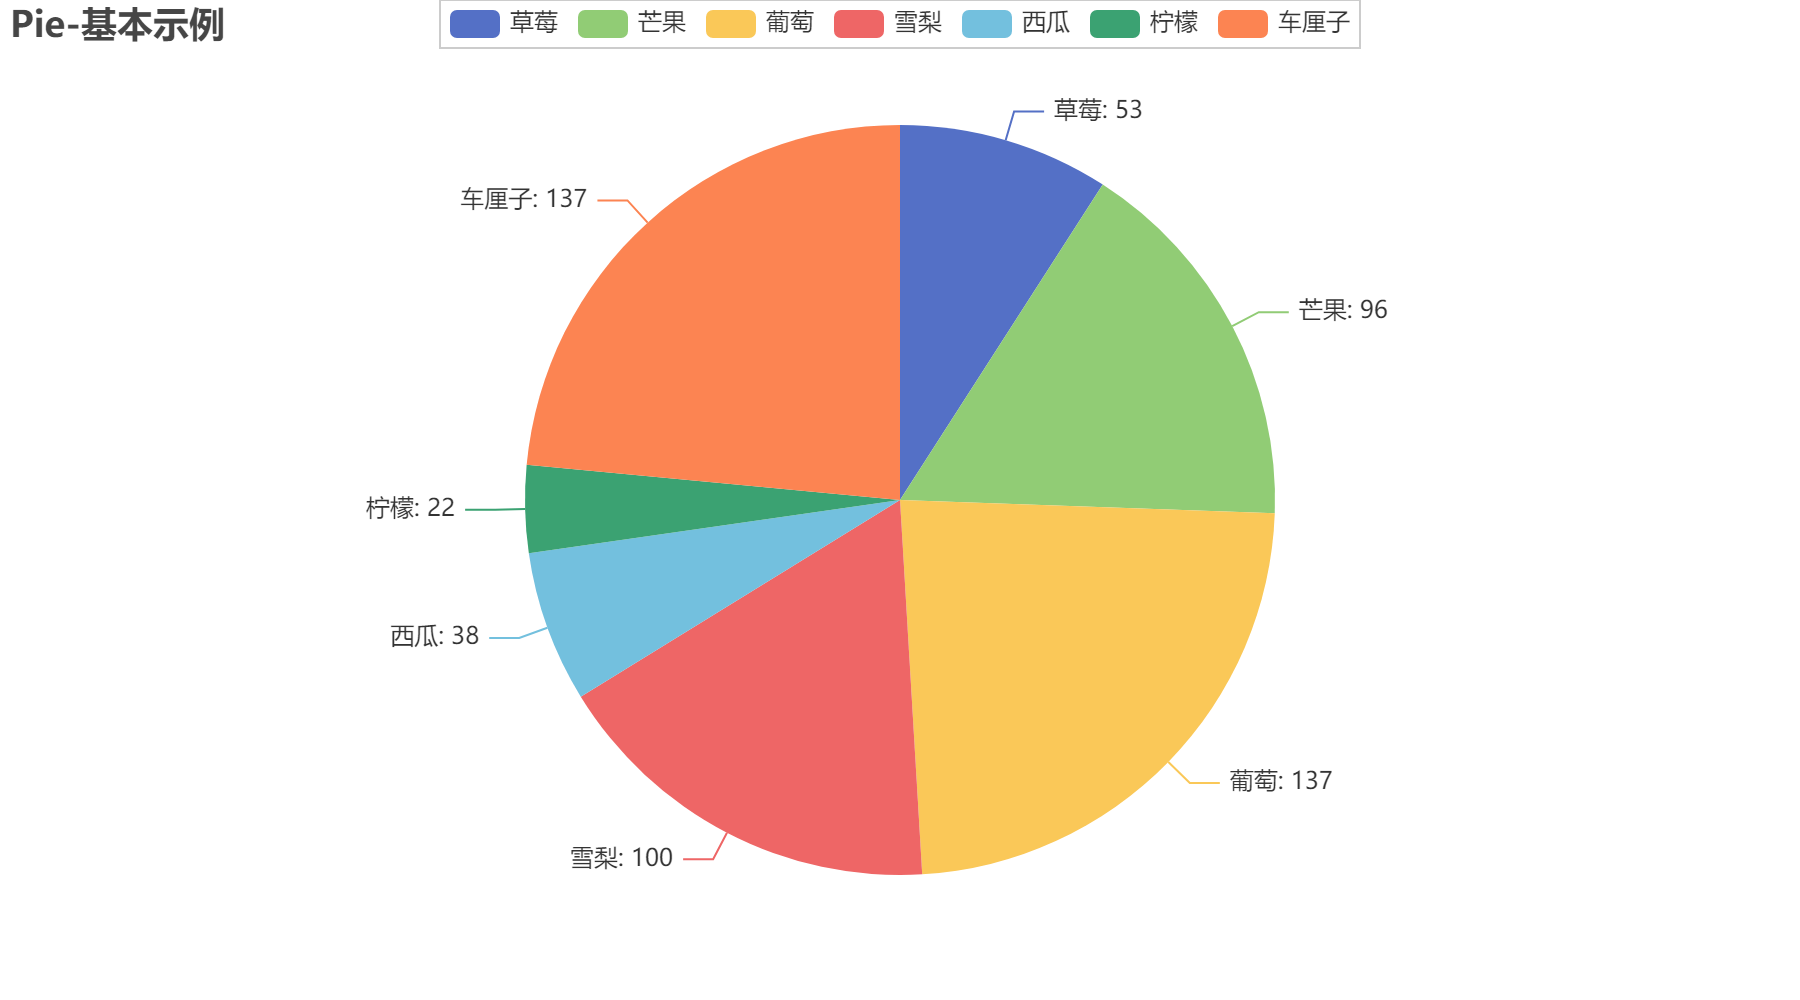 Pie-基本示例
草莓 芒果 葡萄 雪梨 西瓜 柠檬 车厘子
草莓: 53
车厘子: 137
芒果: 96
柠檬: 22
西瓜: 38
葡萄: 137
雪梨: 100